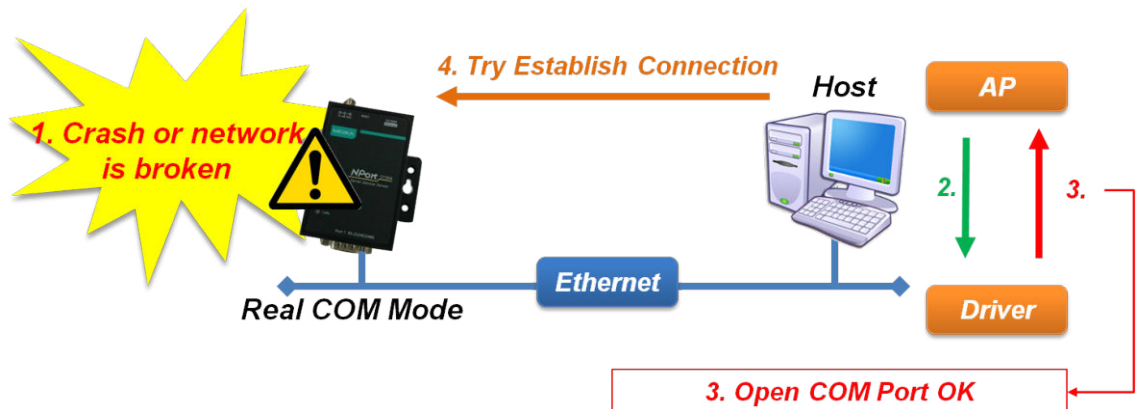 4. Try Establish Connection
Host
AP
1. Crash or network
is broken
NPort
2.
3.
Ethernet
Real COM Mode
Driver
3. Open COM Port OK